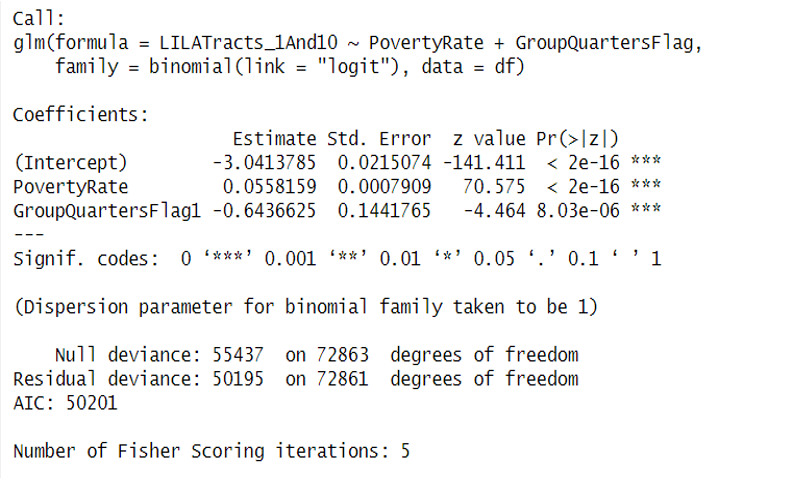 Call:
glm(formula = LILATracts_1And10 ~ PovertyRate + GroupQuartersFlag,
    family = binomial(link = "logit"), data = df)

Coefficients:
                     Estimate Std. Error  z value Pr(>|z|)
(Intercept)        -3.0413785  0.0215074 -141.411  < 2e-16 ***
PovertyRate         0.0558159  0.0007909   70.575  < 2e-16 ***
GroupQuartersFlag1 -0.6436625  0.1441765   -4.464 8.03e-06 ***
---
Signif. codes:  0 ‘***’ 0.001 ‘**’ 0.01 ‘*’ 0.05 ‘.’ 0.1 ‘ ’ 1

(Dispersion parameter for binomial family taken to be 1)

    Null deviance: 55437  on 72863  degrees of freedom
Residual deviance: 50195  on 72861  degrees of freedom
AIC: 50201

Number of Fisher Scoring iterations: 5